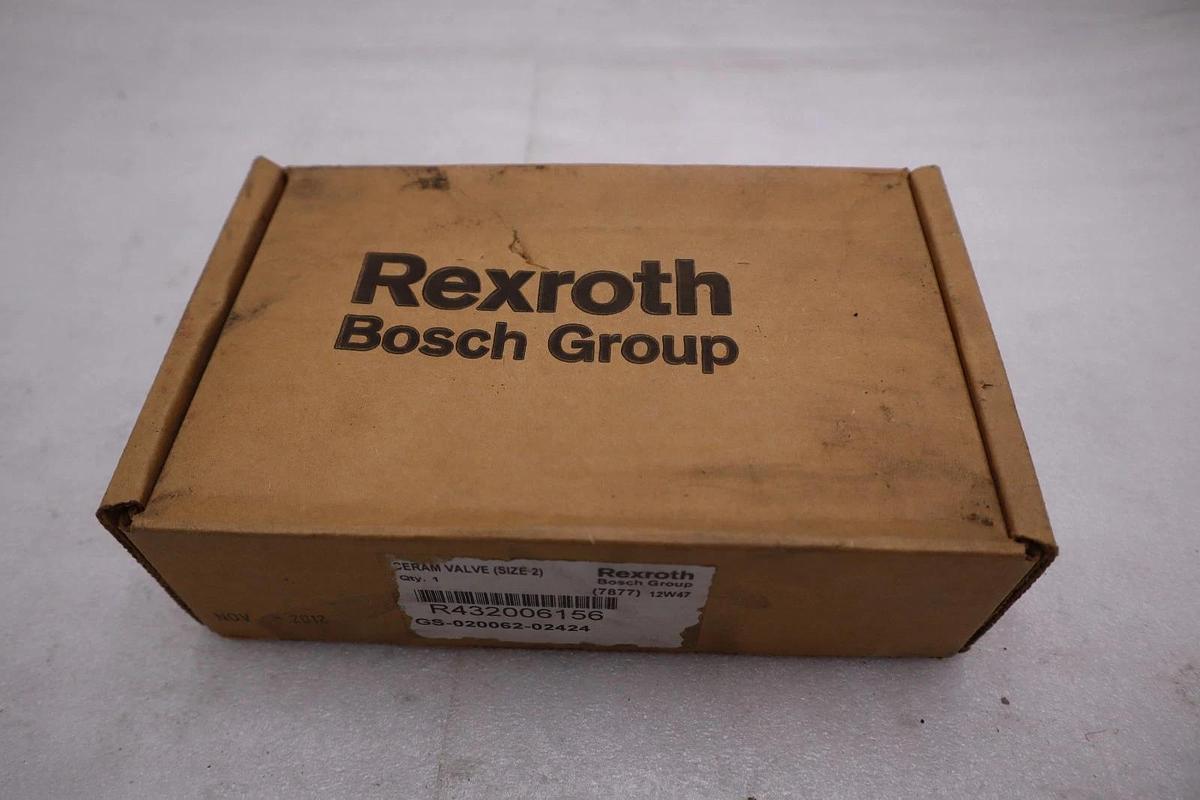 Rexroth
Bosch Group
CERAM VALVE (SIZE-2)
Qty. 1
Rexroth
Bosch Group
(7877) 12W47
R432006156
GS-020062-02424
NOV 2012